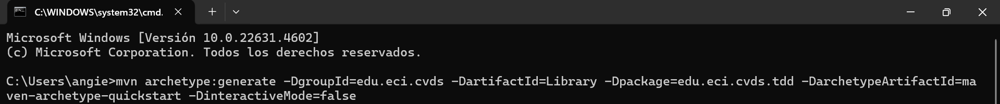 C:\WINDOWS\system32\cmd.
Microsoft Windows [Versión 10.0.22631.4602]
(c) Microsoft Corporation. Todos los derechos reservados.
C:\Users\angie>mvn archetype:generate -DgroupId=edu.eci.cvds -DartifactId=Library -Dpackage=edu.eci.cvds.tdd -DarchetypeArtifactId=ma
ven-archetype-quickstart -DinteractiveMode=false